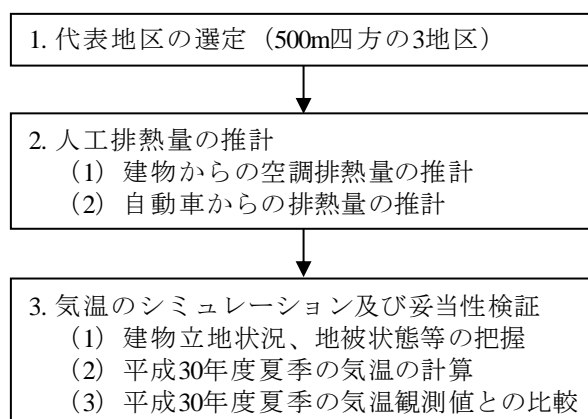 1. 代表地区の選定（500m四方の3地区）
2. 人工排熱量の推計
（1）建物からの空調排熱量の推計
（2）自動車からの排熱量の推計
3. 気温のシミュレーション及び妥当性検証
（1）建物立地状況、地被状態等の把握
（2）平成30年度夏季の気温の計算
（3）平成30年度夏季の気温観測値との比較